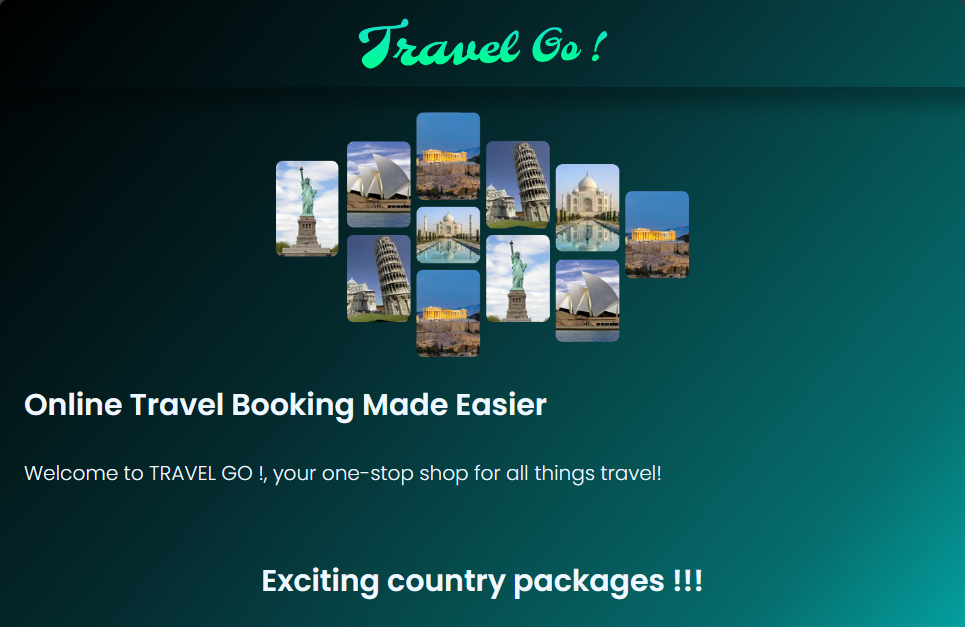 Travel Go !
Online Travel Booking Made Easier
Welcome to TRAVEL GO !, your one-stop shop for all things travel!
Exciting country packages !!!